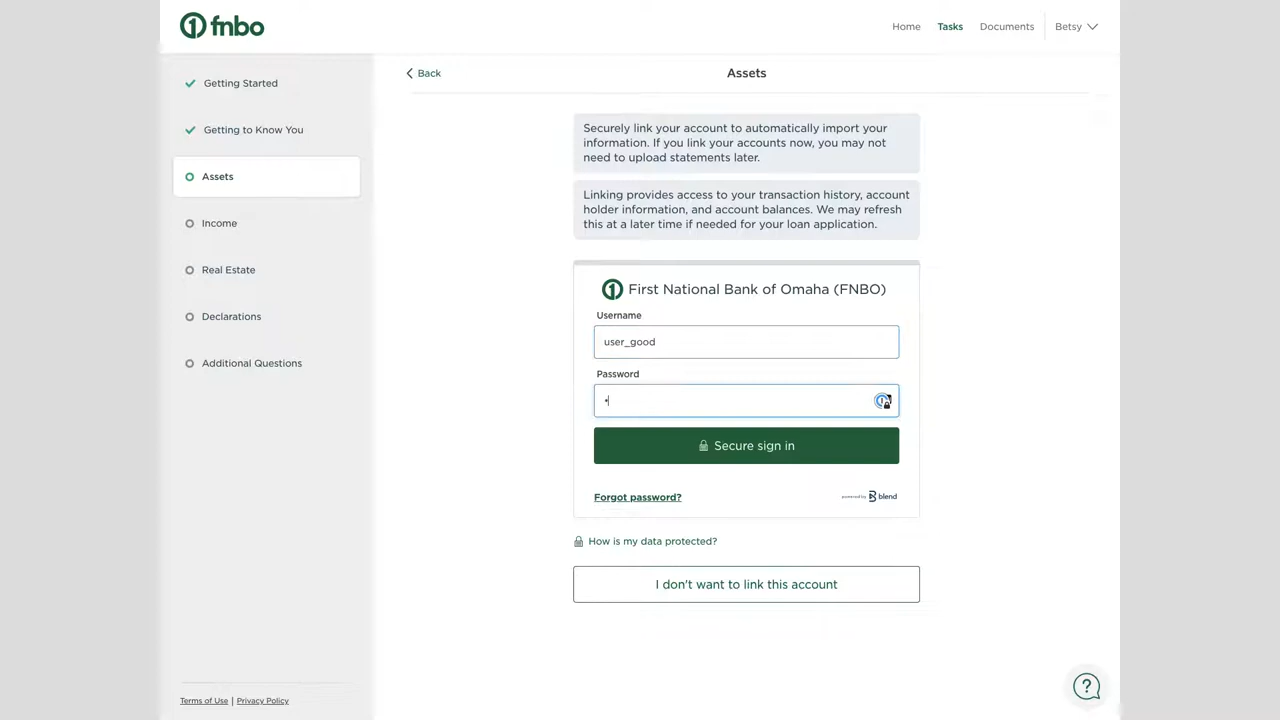 fnbo
Home Tasks Documents Betsy
Getting Started
Getting to Know You
Assets
Income
Real Estate
Declarations
Additional Questions
Terms of Use | Privacy Policy
Back
Assets
Securely link your account to automatically import your
information. If you link your accounts now, you may not
need to upload statements later.
Linking provides access to your transaction history, account
holder information, and account balances. We may refresh
this at a later time if needed for your loan application.
First National Bank of Omaha (FNBO)
Username
user_good
Password
•
Secure sign in
Forgot password?
powered by blend
How is my data protected?
I don't want to link this account
?